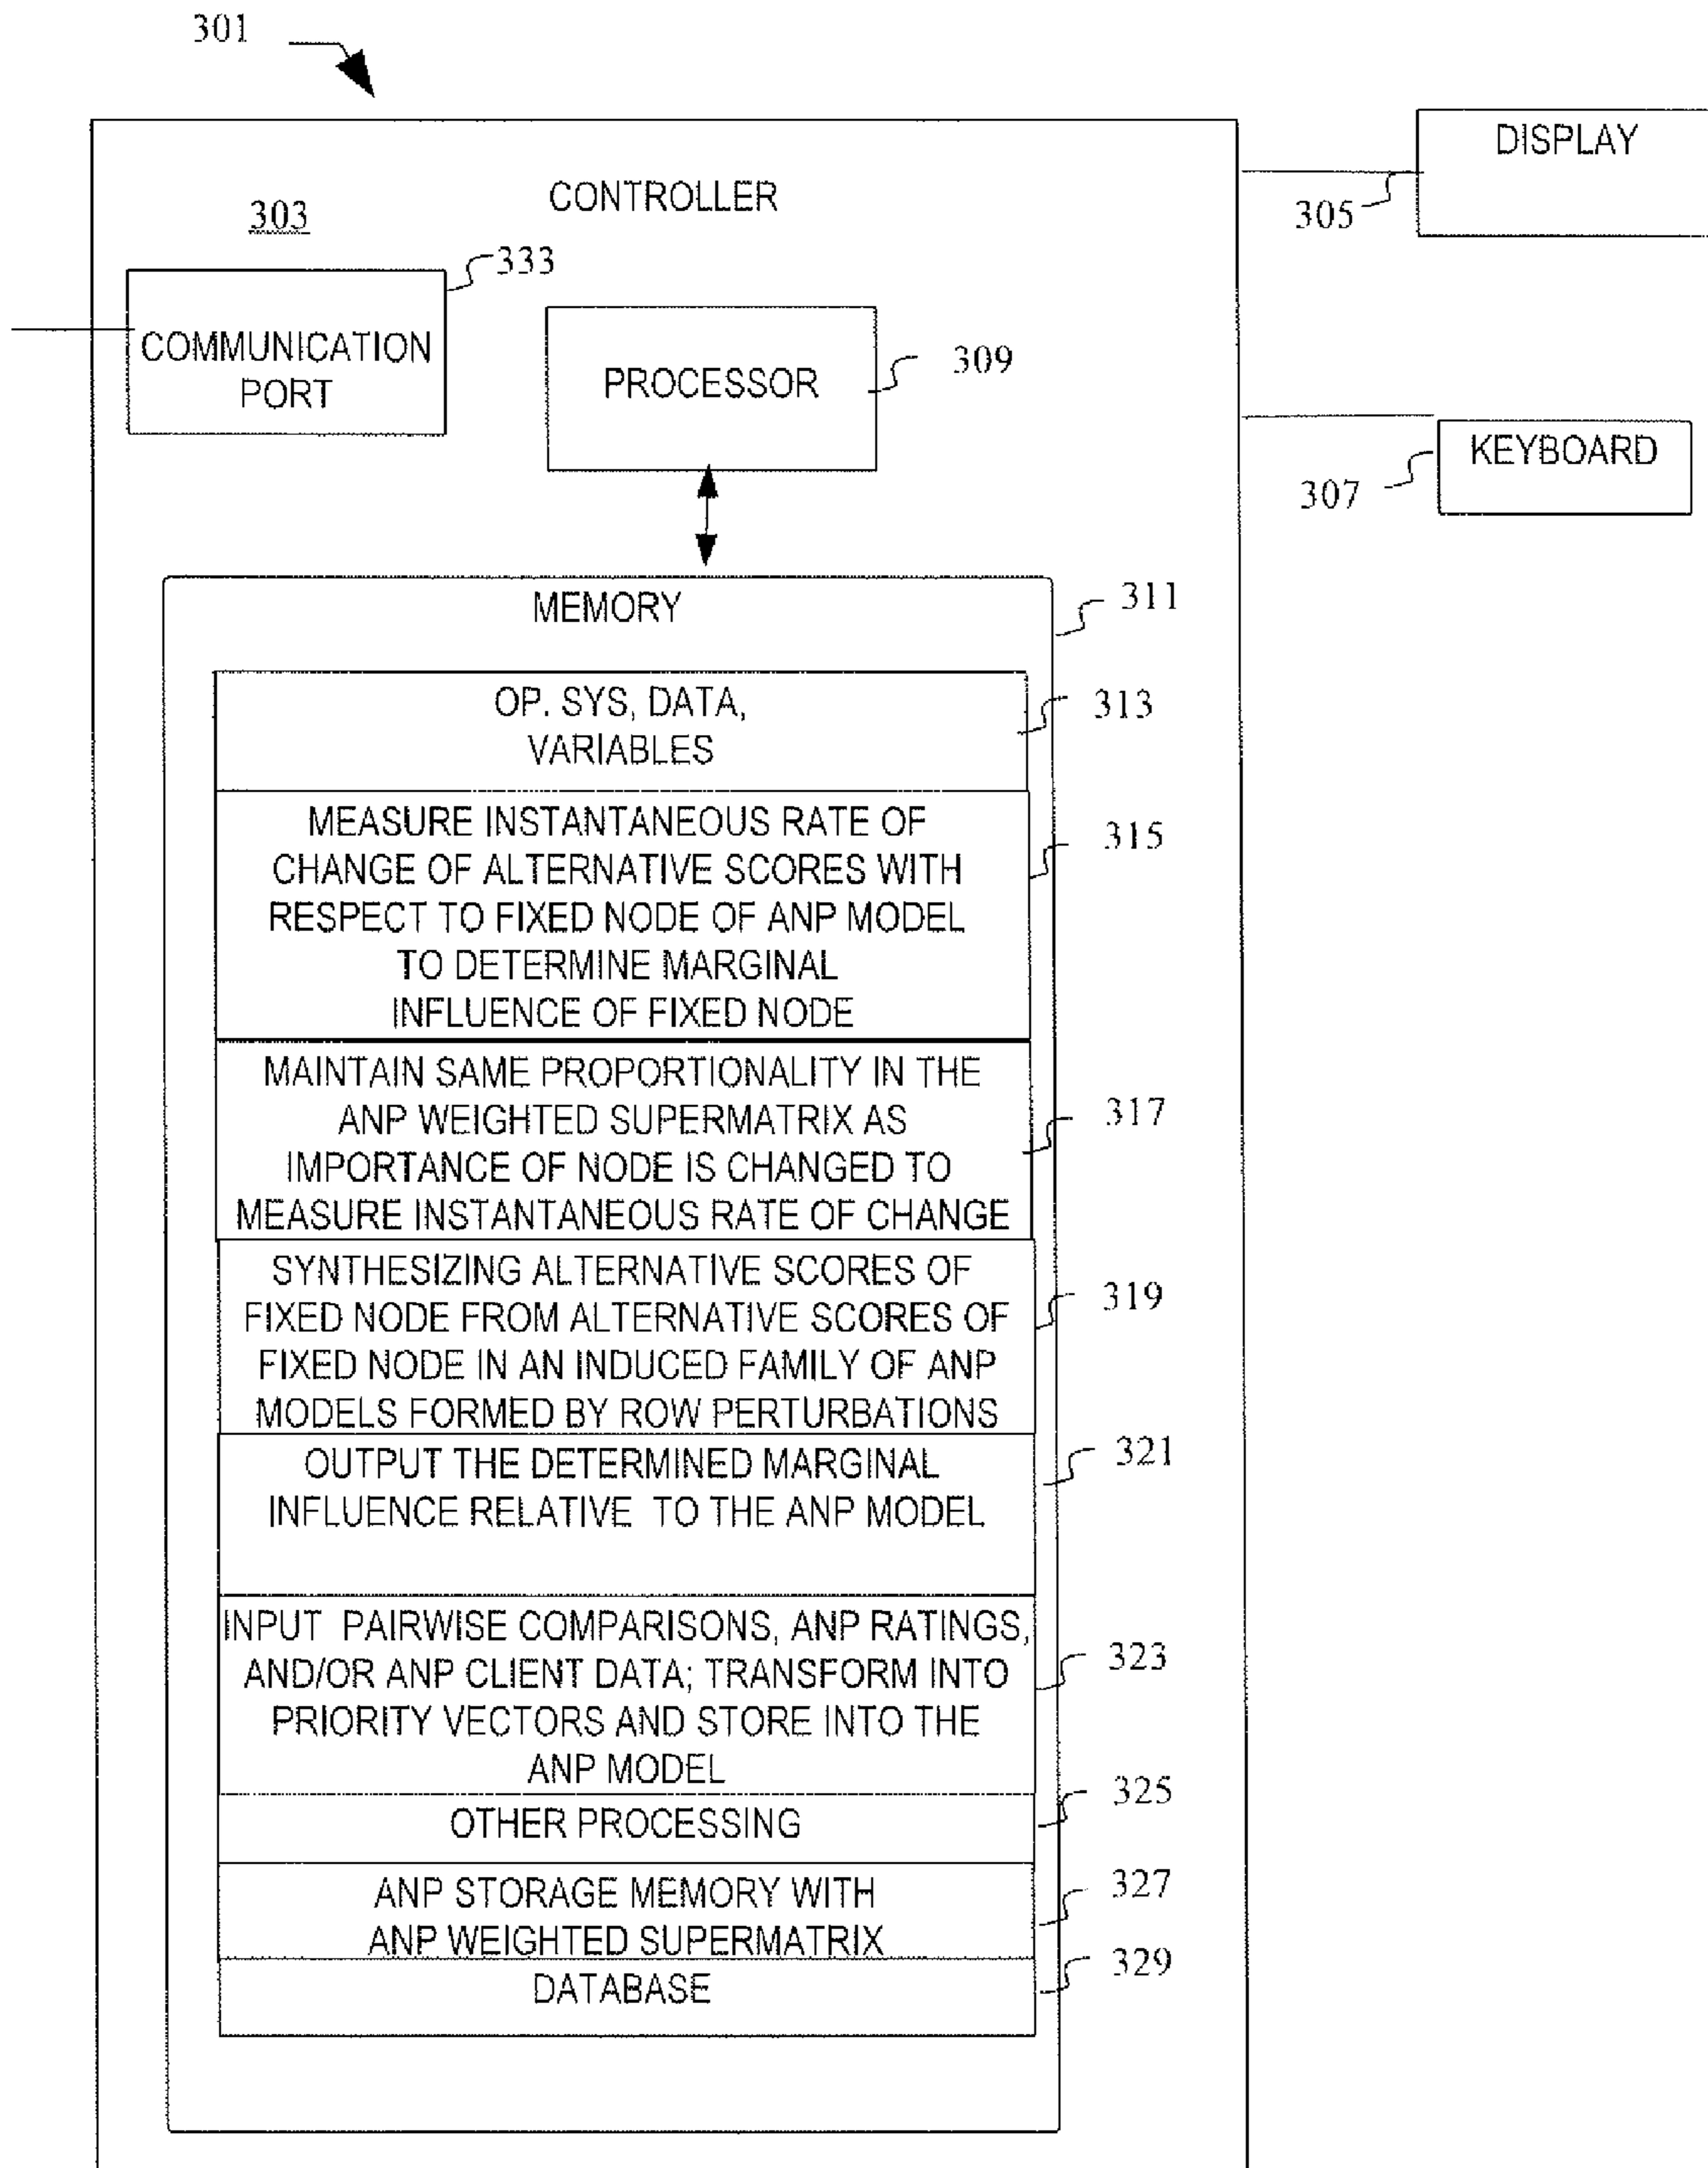 301
CONTROLLER
303
DISPLAY
305
333
COMMUNICATION
PORT
PROCESSOR
309
KEYBOARD
307
MEMORY
311
OP. SYS, DATA,
VARIABLES
313
MEASURE INSTANTANEOUS RATE OF
CHANGE OF ALTERNATIVE SCORES WITH
RESPECT TO FIXED NODE OF ANP MODEL
TO DETERMINE MARGINAL
INFLUENCE OF FIXED NODE
315
MAINTAIN SAME PROPORTIONALITY IN THE
ANP WEIGHTED SUPERMATRIX AS
IMPORTANCE OF NODE IS CHANGED TO
MEASURE INSTANTANEOUS RATE OF CHANGE
317
SYNTHESIZING ALTERNATIVE SCORES OF
FIXED NODE FROM ALTERNATIVE SCORES OF
FIXED NODE IN AN INDUCED FAMILY OF ANP
MODELS FORMED BY ROW PERTURBATIONS
319
OUTPUT THE DETERMINED MARGINAL
INFLUENCE RELATIVE TO THE ANP MODEL
321
INPUT PAIRWISE COMPARISONS, ANP RATINGS,
AND/OR ANP CLIENT DATA; TRANSFORM INTO
PRIORITY VECTORS AND STORE INTO THE
ANP MODEL
323
OTHER PROCESSING
325
ANP STORAGE MEMORY WITH
ANP WEIGHTED SUPERMATRIX
327
DATABASE
329